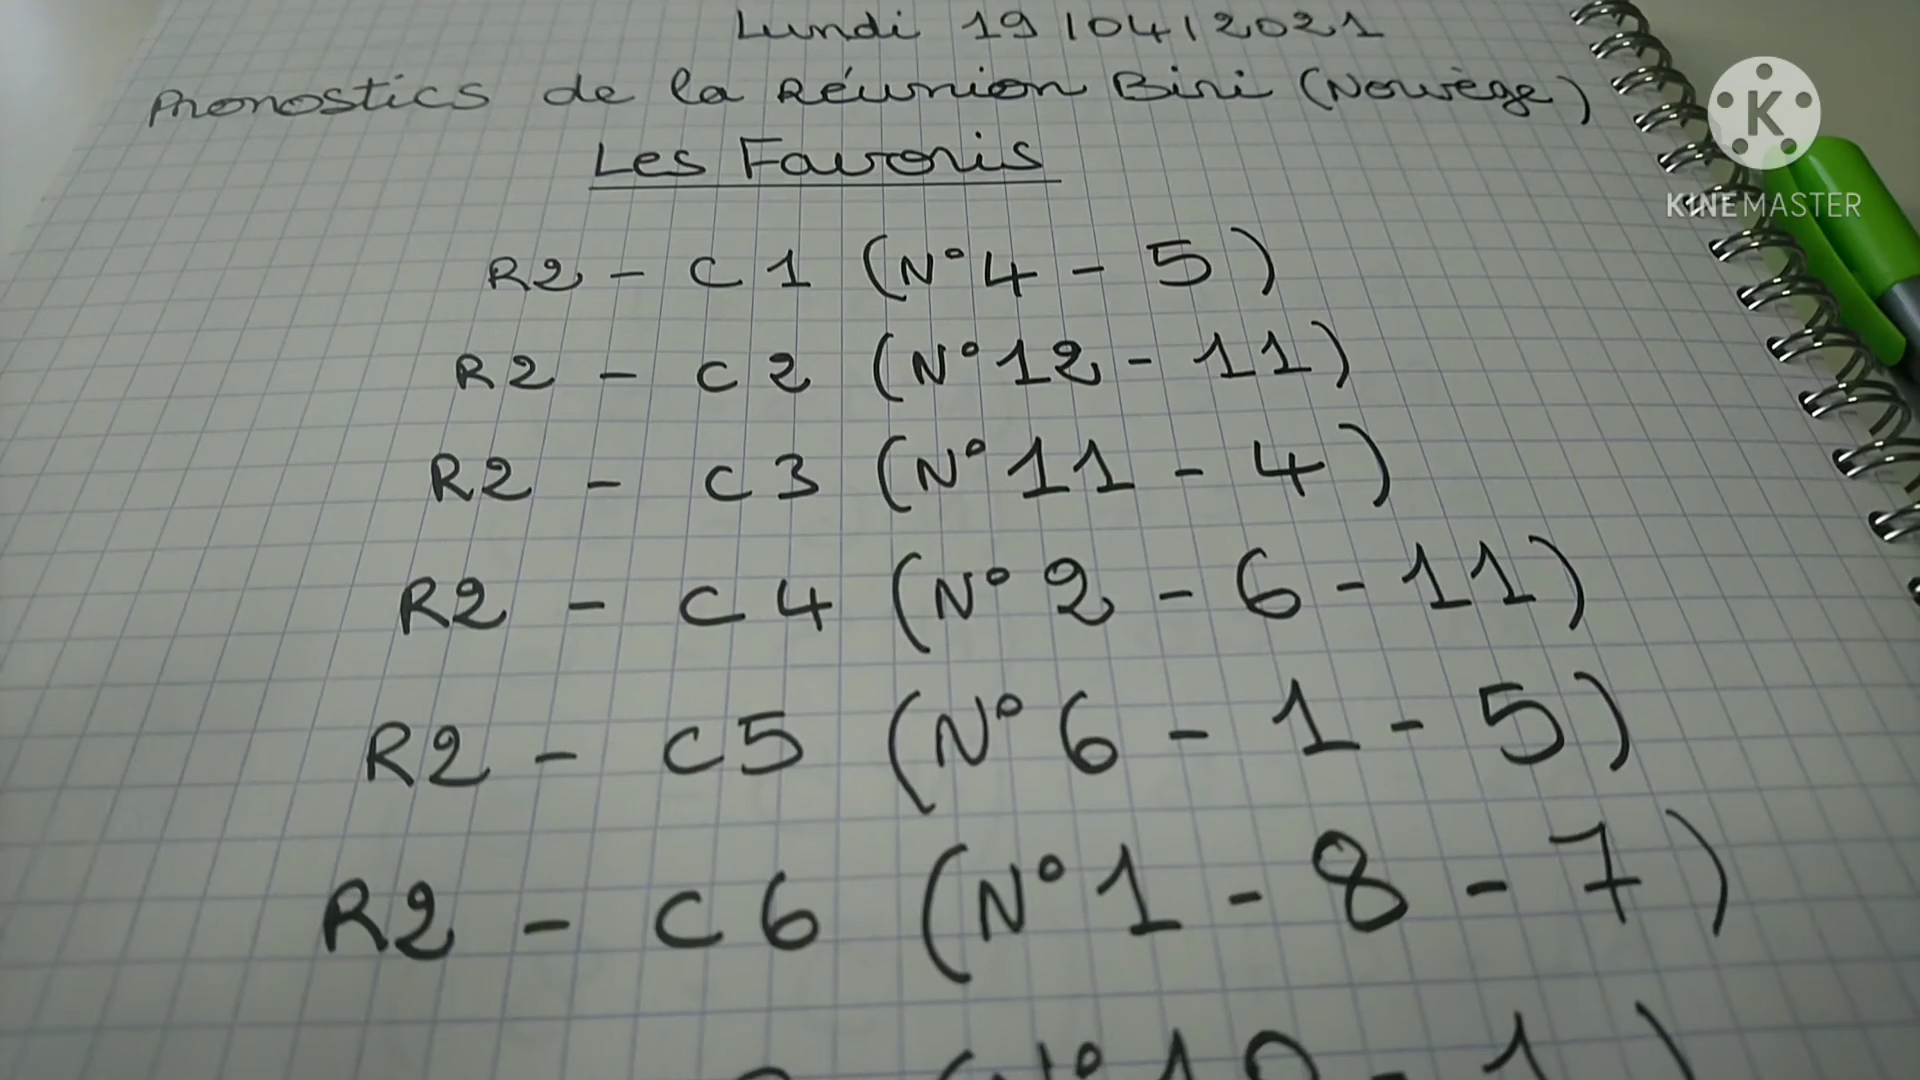 Lundi 19/04/2021
Pronostics de la Réunion Biri (Norvège)
Les Favoris
K
KINEMASTER
R2 - C1 (N°4 - 5)
R2 - C2 (N°12 - 11)
R2 - C3 (N°11 - 4)
R2 - C4 (N°2 - 6 - 11)
R2 - C5 (N°6 - 1 - 5)
R2 - C6 (N°1 - 8 - 7)